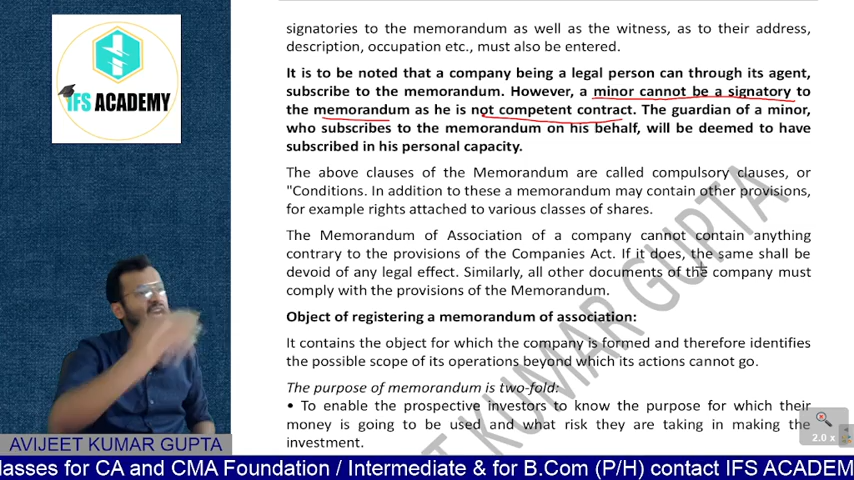 signatories to the memorandum as well as the witness, as to their address,
description, occupation etc., must also be entered.
It is to be noted that a company being a legal person can through its agent,
subscribe to the memorandum. However, a minor cannot be a signatory to
the memorandum as he is not competent contract. The guardian of a minor,
who subscribes to the memorandum on his behalf, will be deemed to have
subscribed in his personal capacity.
The above clauses of the Memorandum are called compulsory clauses, or
"Conditions. In addition to these a memorandum may contain other provisions,
for example rights attached to various classes of shares.
The Memorandum of Association of a company cannot contain anything
contrary to the provisions of the Companies Act. If it does, the same shall be
devoid of any legal effect. Similarly, all other documents of the company must
comply with the provisions of the Memorandum.
Object of registering a memorandum of association:
It contains the object for which the company is formed and therefore identifies
the possible scope of its operations beyond which its actions cannot go.
The purpose of memorandum is two-fold:
• To enable the prospective investors to know the purpose for which their
money is going to be used and what risk they are taking in making the
investment.
IFS ACADEMY
KUMAR GUPTA
2.0 x
AVIJEET KUMAR GUPTA
lasses for CA and CMA Foundation / Intermediate & for B.Com (P/H) contact IFS ACADEM